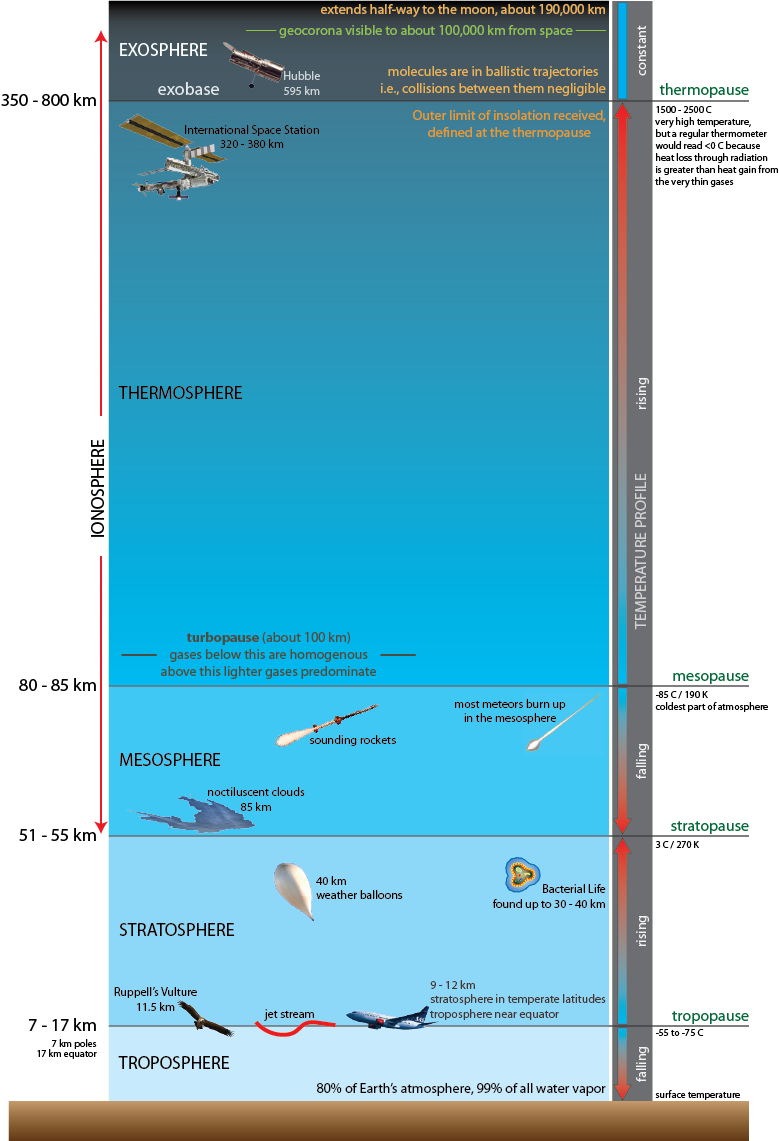 extends half-way to the moon, about 190,000 km
geocorona visible to about 100,000 km from space
EXOSPHERE
constant
Hubble
595 km
molecules are in ballistic trajectories
i.e., collisions between them negligible
exobase
thermopause
350 - 800 km
1500 - 2500 C
very high temperature,
but a regular thermometer
would read <0 C because
heat loss through radiation
is greater than heat gain from
the very thin gases
Outer limit of insolation received,
defined at the thermopause
International Space Station
320 - 380 km
THERMOSPHERE
rising
IONOSPHERE
TEMPERATURE PROFILE
turbopause (about 100 km)
gases below this are homogenous
above this lighter gases predominate
mesopause
80 - 85 km
-85 C / 190 K
coldest part of atmosphere
most meteors burn up
in the mesosphere
sounding rockets
MESOSPHERE
falling
noctiluscent clouds
85 km
stratopause
51 - 55 km
3 C / 270 K
40 km
weather balloons
Bacterial Life
found up to 30 - 40 km
STRATOSPHERE
rising
Ruppell's Vulture
11.5 km
jet stream
9 - 12 km
stratosphere in temperate latitudes
troposphere near equator
tropopause
7 - 17 km
-55 to -75 C
7 km poles
17 km equator
TROPOSPHERE
falling
80% of Earth's atmosphere, 99% of all water vapor
surface temperature